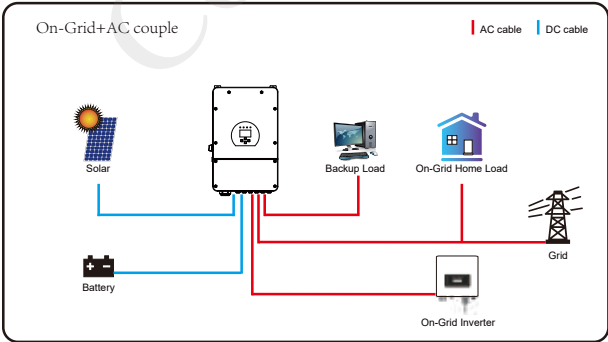 On-Grid+AC couple
AC cable
DC cable
Solar
Backup Load
On-Grid Home Load
Grid
Battery
On-Grid Inverter